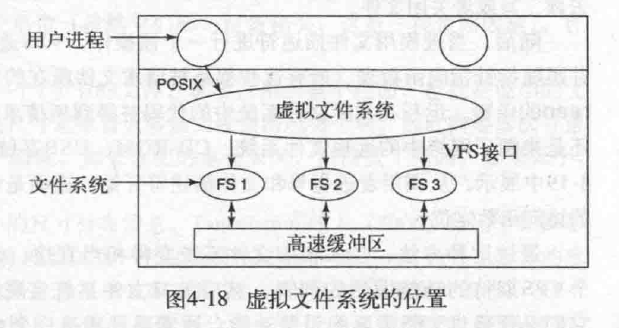 用户进程
POSIX
虚拟文件系统
VFS接口
文件系统
FS 1
FS 2
FS 3
高速缓冲区
图4-18 虚拟文件系统的位置